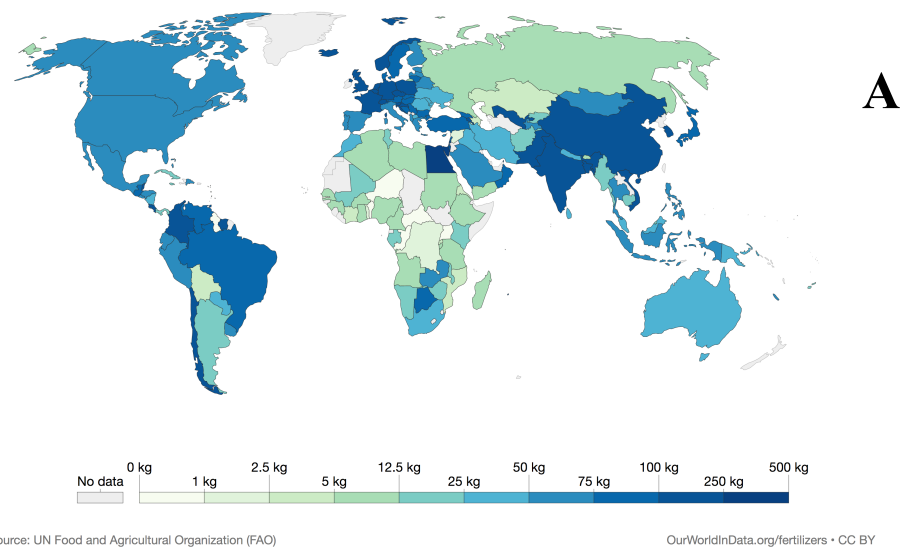 A
0 kg 2.5 kg 12.5 kg 50 kg 100 kg 500 kg
No data 1 kg 5 kg 25 kg 75 kg 250 kg
ource: UN Food and Agricultural Organization (FAO)
OurWorldInData.org/fertilizers • CC BY